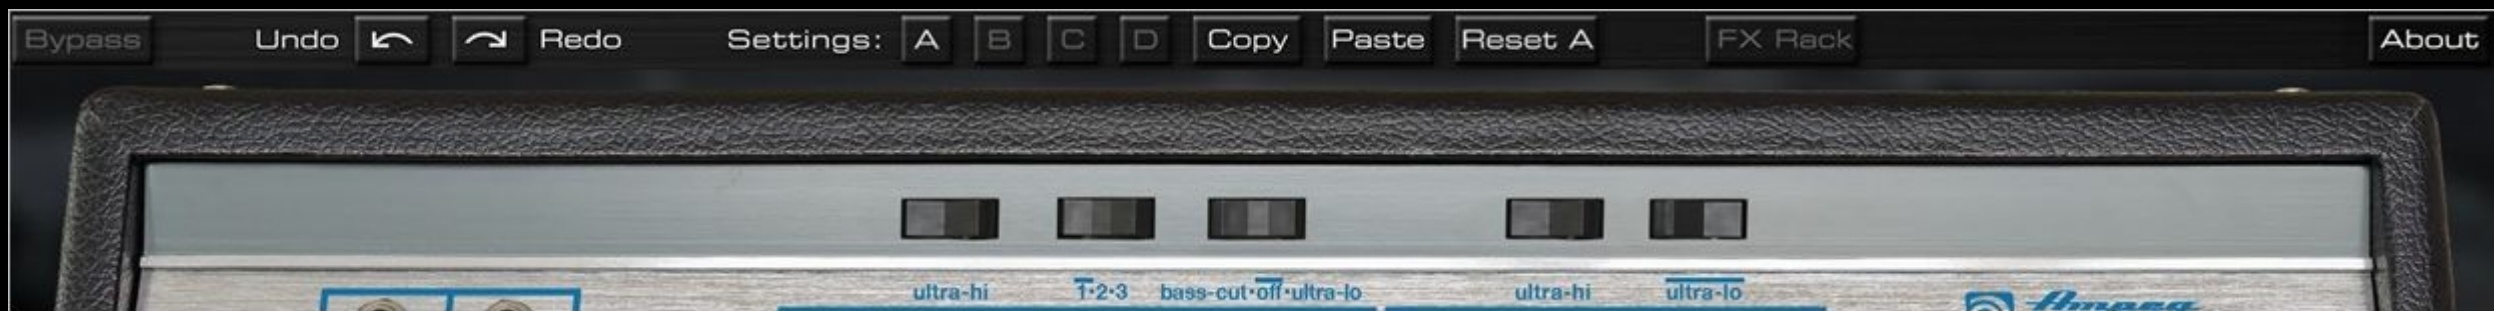 Bypass Undo Redo Settings: A B C D Copy Paste Reset A FX Rack About
ultra-hi 1•2•3 bass-cut•off•ultra-lo ultra-hi ultra-lo
Ampeg